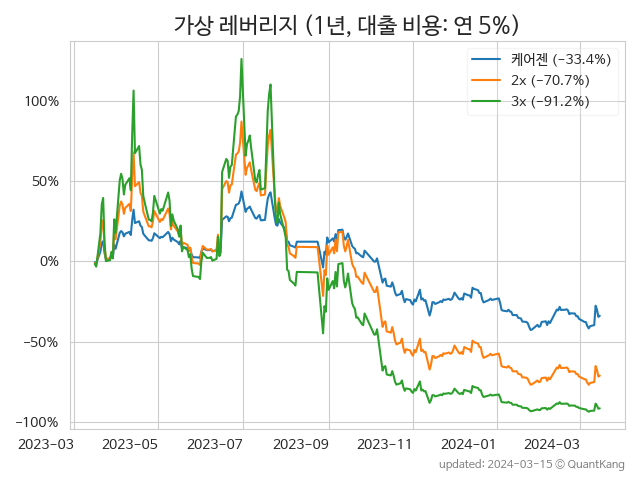 가상 레버리지 (1년, 대출 비용: 연 5%)
케어젠 (−33.4%)
2x (−70.7%)
3x (−91.2%)
100%
50%
0%
−50%
−100%
2023-03 2023-05 2023-07 2023-09 2023-11 2024-01 2024-03
updated: 2024-03-15 © QuantKang